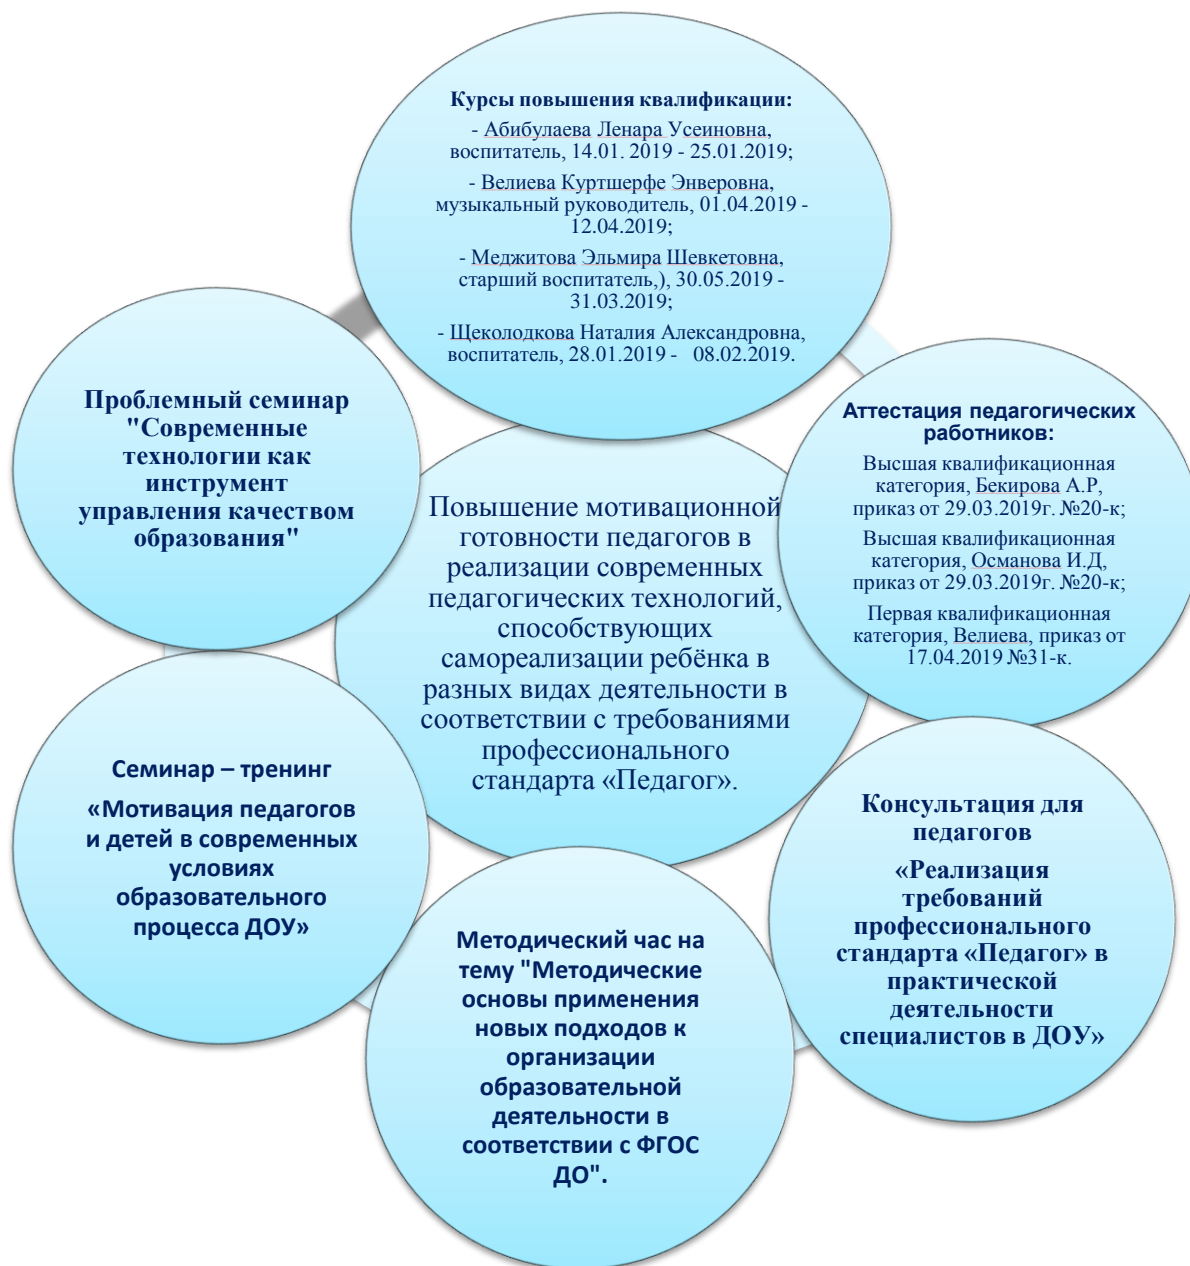 Курсы повышения квалификации:
- Абибулаева Ленара Усеиновна,
воспитатель, 14.01. 2019 - 25.01.2019;
- Велиева Куртшерфе Энверовна,
музыкальный руководитель, 01.04.2019 -
12.04.2019;
- Меджитова Эльмира Шевкетовна,
старший воспитатель,), 30.05.2019 -
31.03.2019;
- Щеколодкова Наталия Александровна,
воспитатель, 28.01.2019 - 08.02.2019.
Аттестация педагогических
работников:
Высшая квалификационная
категория, Бекирова А.Р,
приказ от 29.03.2019г. №20-к;
Высшая квалификационная
категория, Османова И.Д,
приказ от 29.03.2019г. №20-к;
Первая квалификационная
категория, Велиева, приказ от
17.04.2019 №31-к.
Консультация для
педагогов
«Реализация
требований
профессионального
стандарта «Педагог» в
практической
деятельности
специалистов в ДОУ»
Методический час на
тему "Методические
основы применения
новых подходов к
организации
образовательной
деятельности в
соответствии с ФГОС
ДО".
Семинар – тренинг
«Мотивация педагогов
и детей в современных
условиях
образовательного
процесса ДОУ»
Проблемный семинар
"Современные
технологии как
инструмент
управления качеством
образования"
Повышение мотивационной
готовности педагогов в
реализации современных
педагогических технологий,
способствующих
самореализации ребёнка в
разных видах деятельности в
соответствии с требованиями
профессионального
стандарта «Педагог».